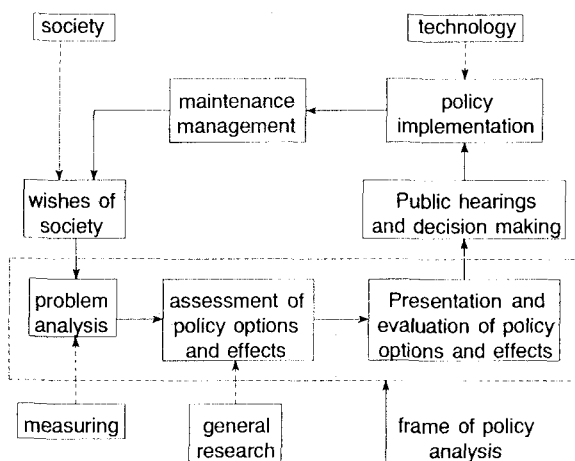 society
technology
maintenance
management
policy
implementation
wishes of
society
Public hearings
and decision making
problem
analysis
assessment of
policy options
and effects
Presentation and
evaluation of policy
options and effects
measuring
general
research
frame of policy
analysis